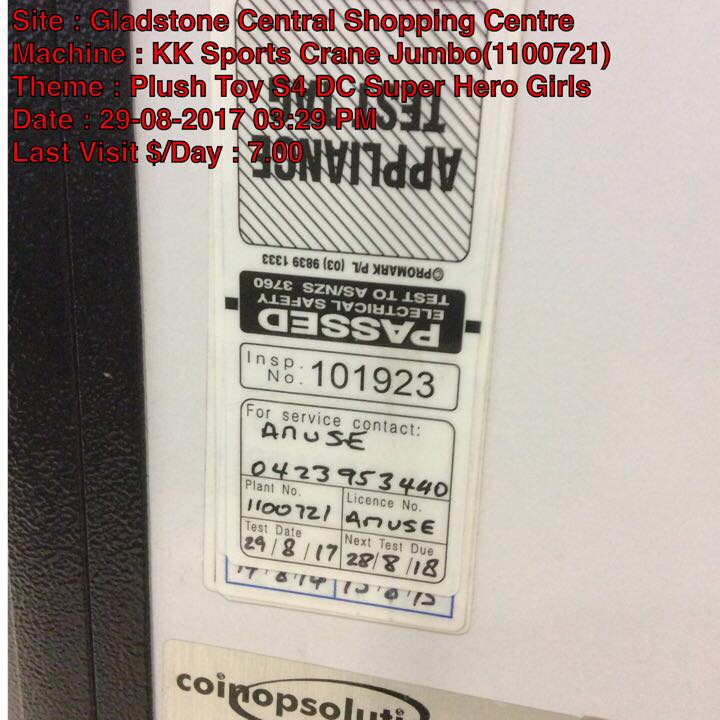 Site : Gladstone Central Shopping Centre
Machine : KK Sports Crane Jumbo(1100721)
Theme : Plush Toy S4 DC Super Hero Girls
Date : 29-08-2017 03:29 PM
Last Visit $/Day : 7.00
APPLIANCE
TEST TAG
©PROMARK P/L (03) 9839 1333
PASSED
ELECTRICAL SAFETY
TEST TO AS/NZS 3760
Insp. No. 101923
For service contact:
AMUSE
0423953440
Plant No. Licence No.
1100721 AMUSE
Test Date Next Test Due
29/8/17 28/8/18
coinopsoluti